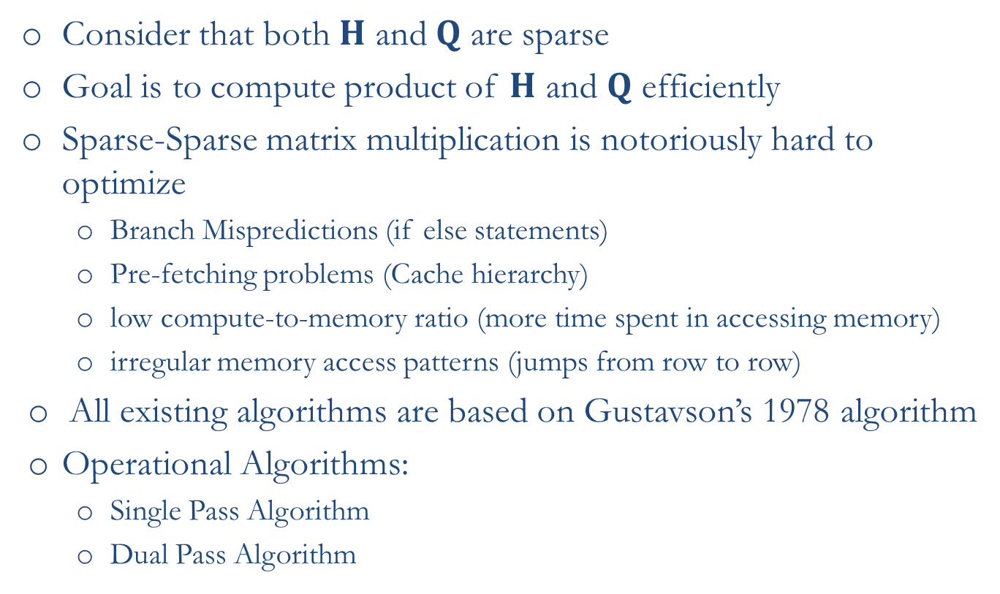 Consider that both H and Q are sparse
Goal is to compute product of H and Q efficiently
Sparse-Sparse matrix multiplication is notoriously hard to
optimize
Branch Mispredictions (if else statements)
Pre-fetching problems (Cache hierarchy)
low compute-to-memory ratio (more time spent in accessing memory)
irregular memory access patterns (jumps from row to row)
All existing algorithms are based on Gustavson’s 1978 algorithm
Operational Algorithms:
Single Pass Algorithm
Dual Pass Algorithm